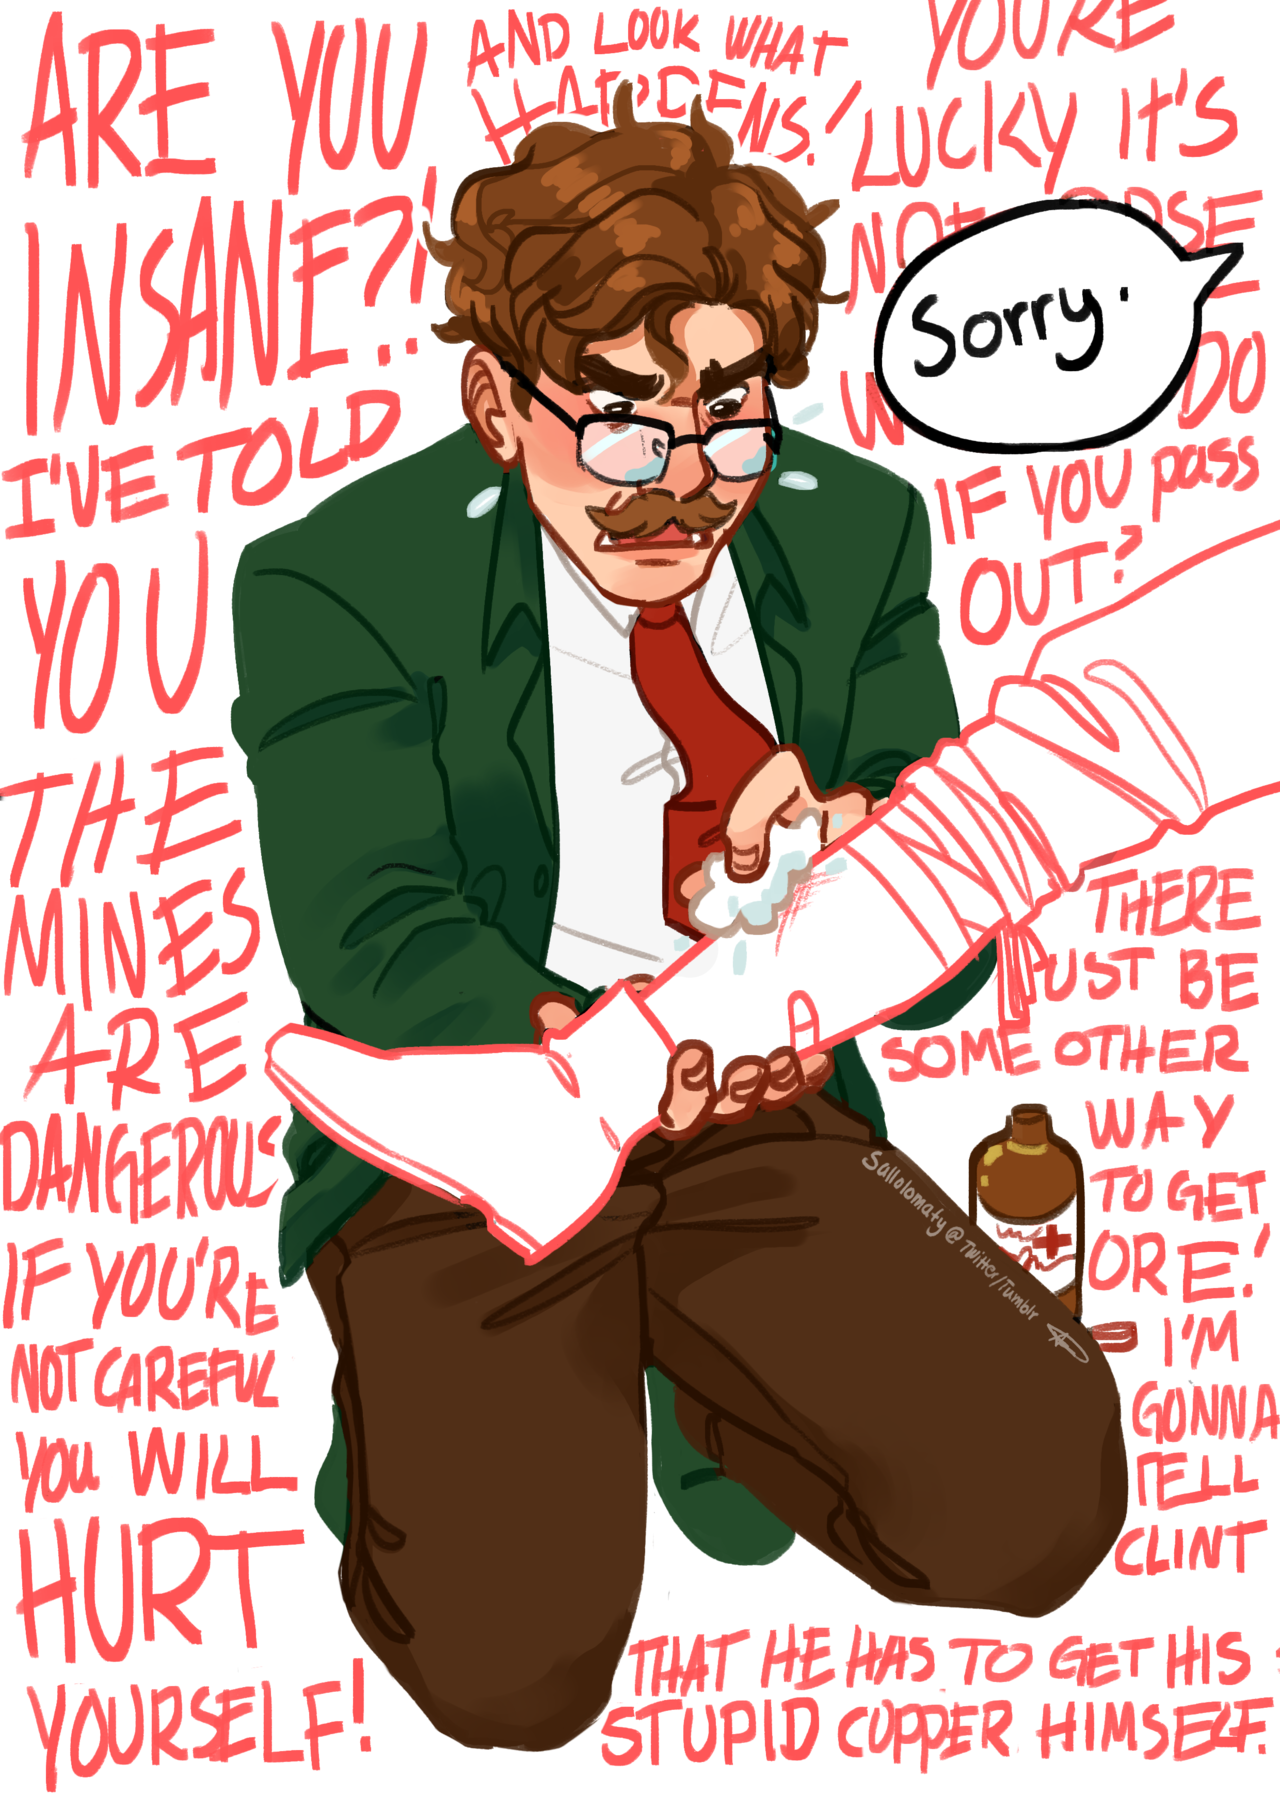 ARE YOU
INSANE?!
I'VE TOLD
YOU
THE
MINES
ARE
DANGEROUS
IF YOU'RE
NOT CAREFUL
YOU WILL
HURT
YOURSELF!
AND LOOK WHAT
HAPPENS!
YOU'RE
LUCKY IT'S
DO
IF YOU pass
OUT?
Sorry.
THERE
UST BE
SOME OTHER
WAY
TO GET
ORE!
I'M
GONNA
TELL
CLINT
THAT HE HAS TO GET HIS
STUPID COPPER HIMSELF.
Sallolomaty @ Twitter/Tumblr